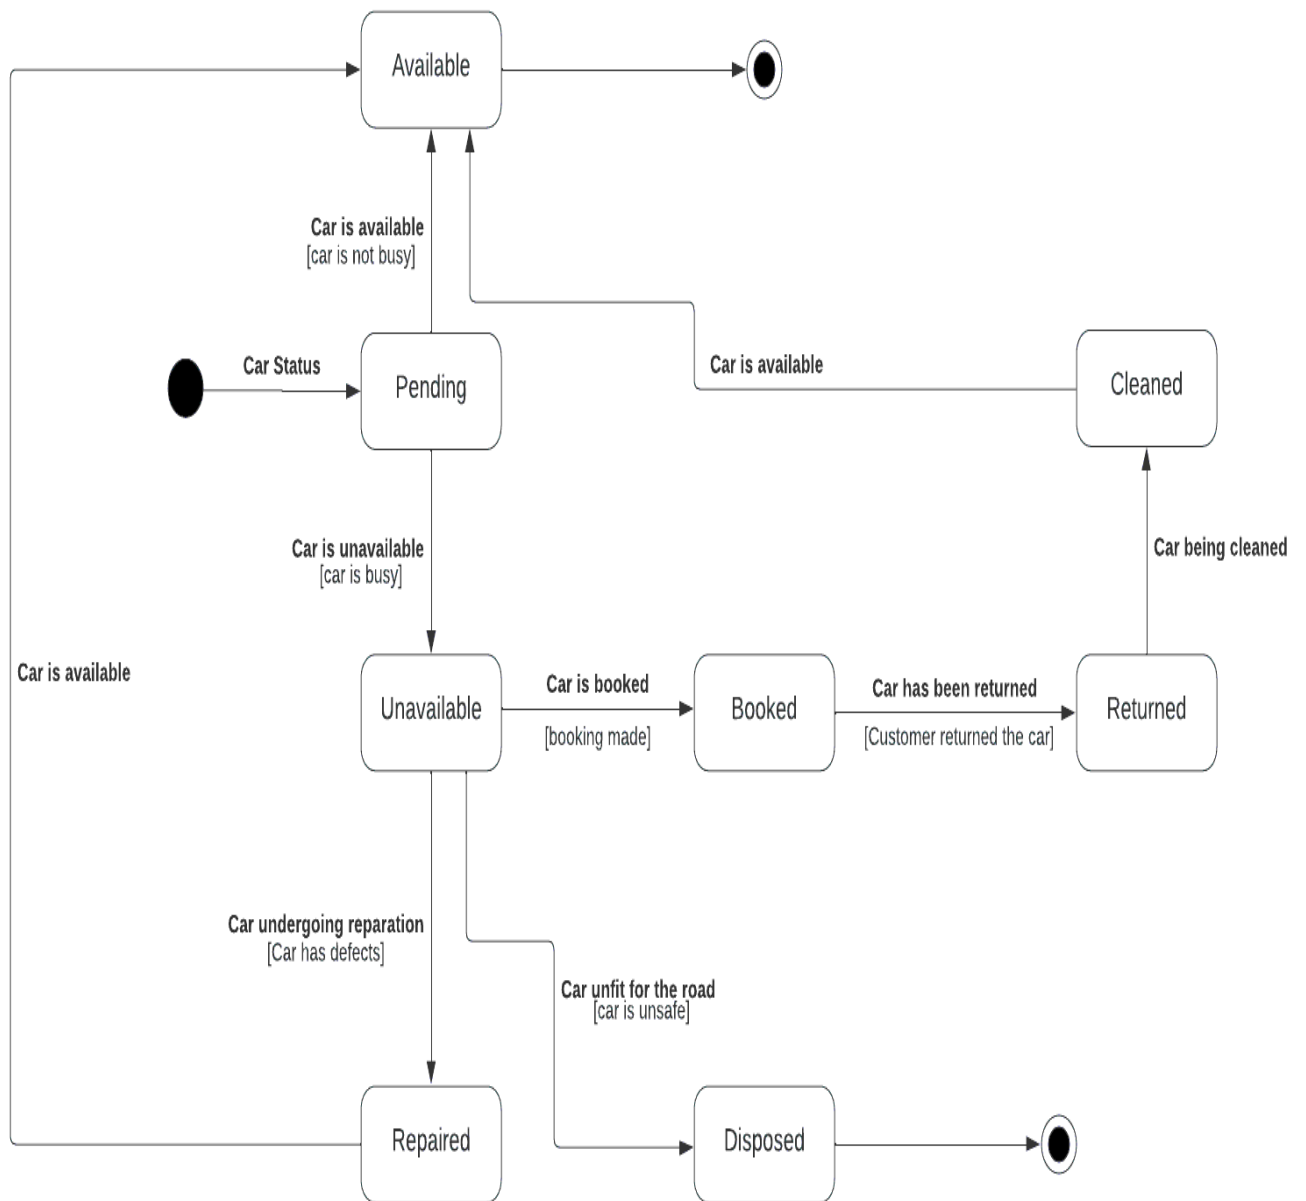 Available
Car is available
[car is not busy]
Car Status
Pending
Car is available
Cleaned
Car is unavailable
[car is busy]
Car being cleaned
Car is available
Unavailable
Car is booked
[booking made]
Booked
Car has been returned
[Customer returned the car]
Returned
Car undergoing reparation
[Car has defects]
Car unfit for the road
[car is unsafe]
Repaired
Disposed